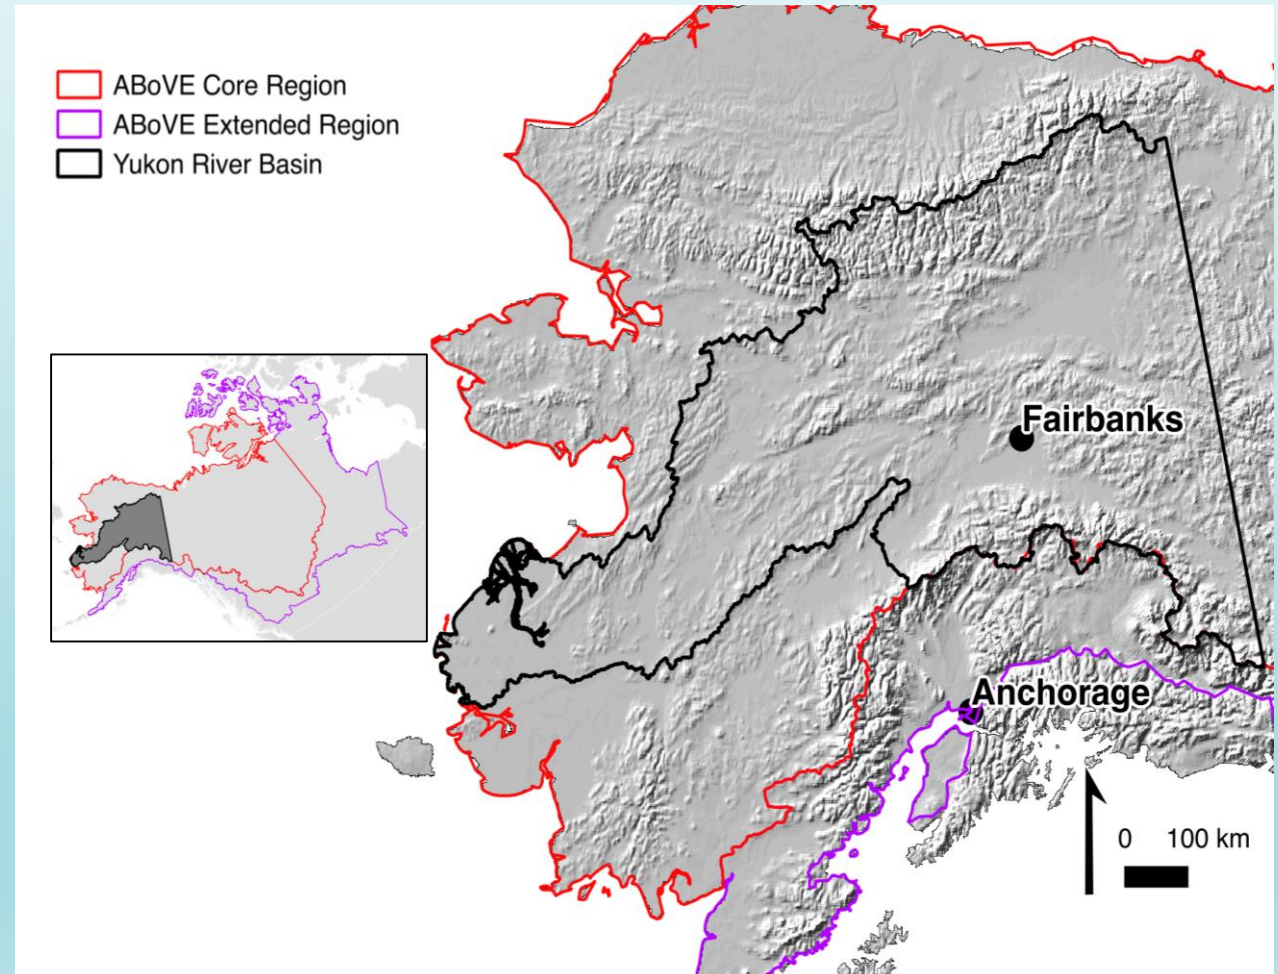 ABoVE Core Region
ABoVE Extended Region
Yukon River Basin
Fairbanks
Anchorage
0 100 km